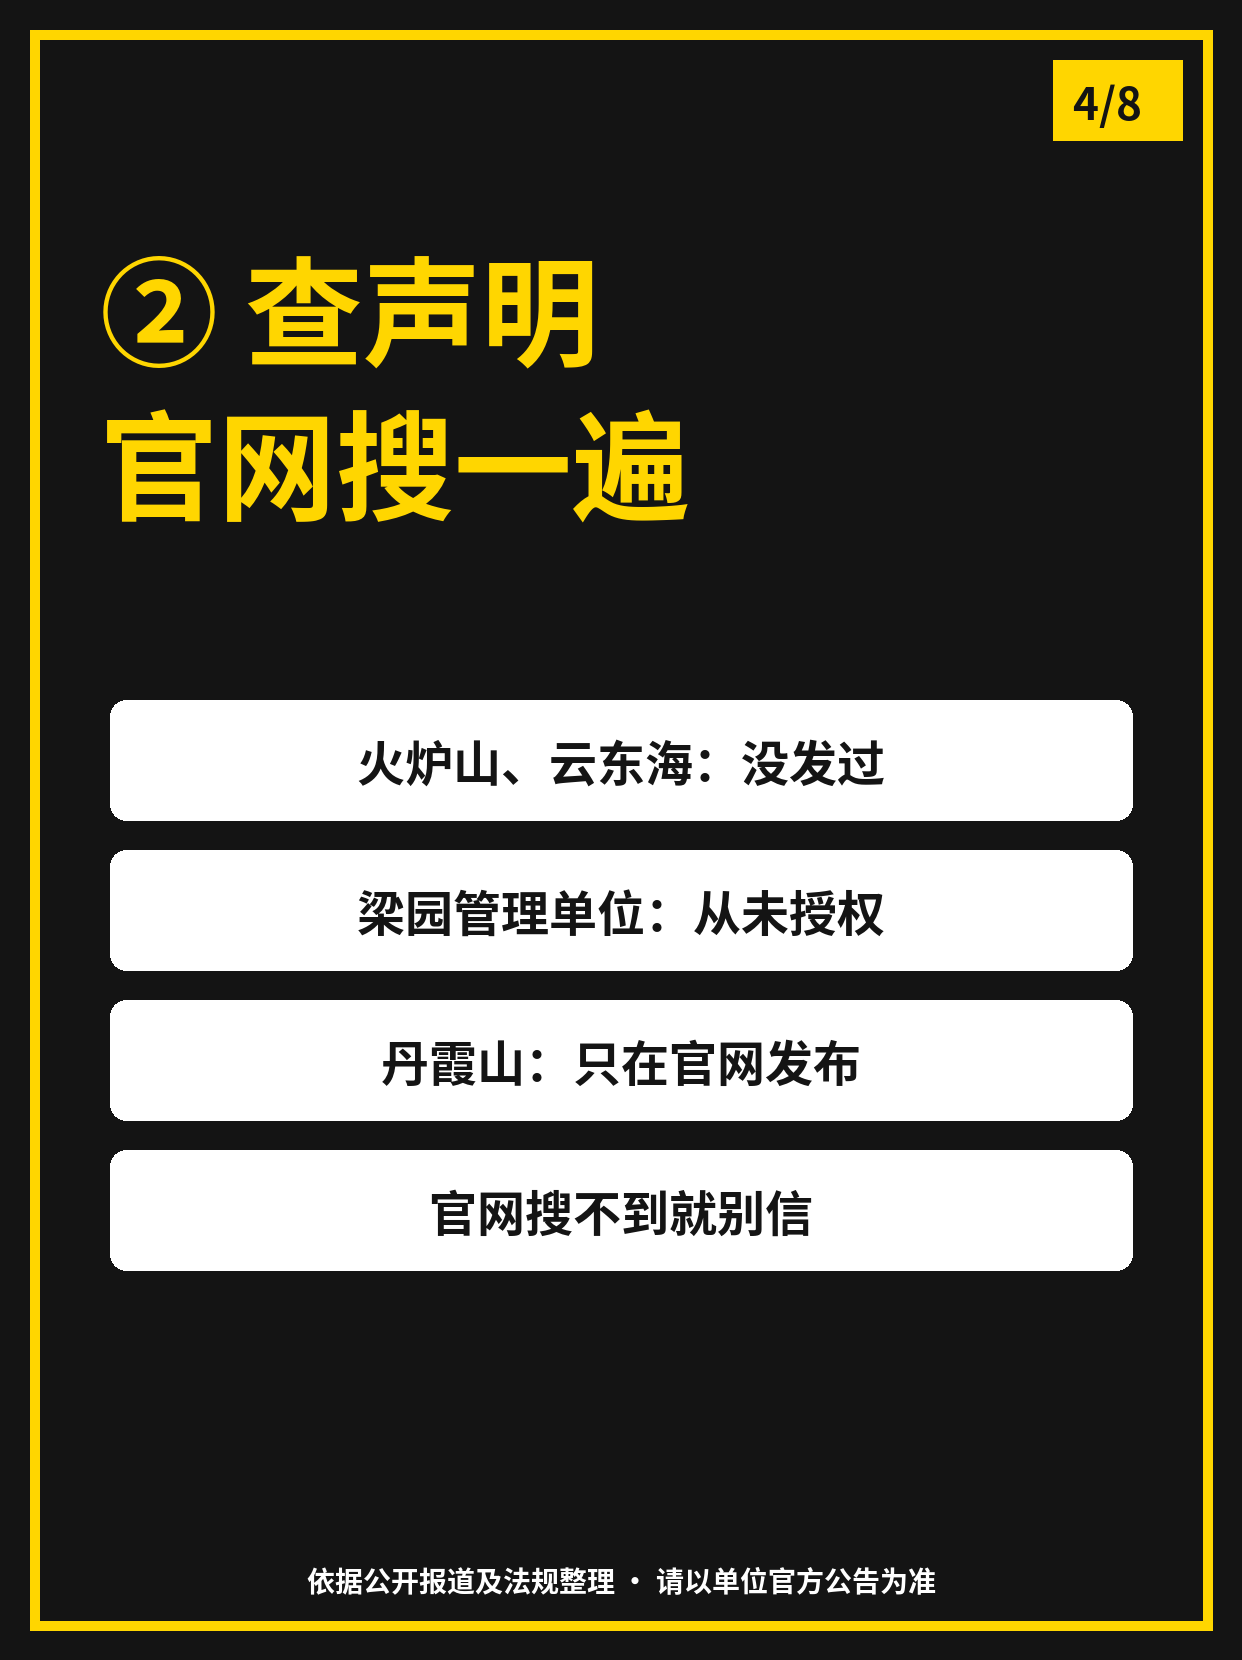 4/8
② 查声明
官网搜一遍
火炉山、云东海：没发过
梁园管理单位：从未授权
丹霞山：只在官网发布
官网搜不到就别信
依据公开报道及法规整理 · 请以单位官方公告为准